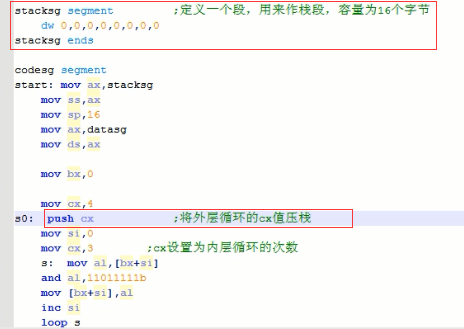 stacksg segment ;定义一个段，用来作栈段，容量为16个字节
dw 0,0,0,0,0,0,0,0
stacksg ends
codesg segment
start: mov ax,stacksg
mov ss,ax
mov sp,16
mov ax,datasg
mov ds,ax
mov bx,0
mov cx,4
s0: push cx ;将外层循环的cx值压栈
mov si,0
mov cx,3 ;cx设置为内层循环的次数
s: mov al,[bx+si]
and al,11011111b
mov [bx+si],al
inc si
loop s